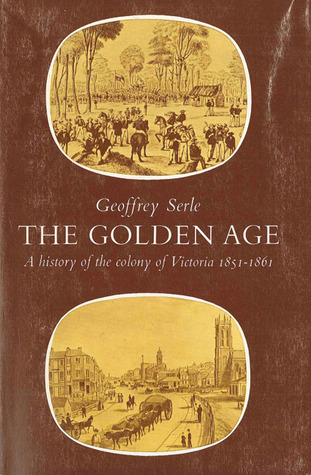 Geoffrey Serle
THE GOLDEN AGE
A history of the colony of Victoria 1851-1861